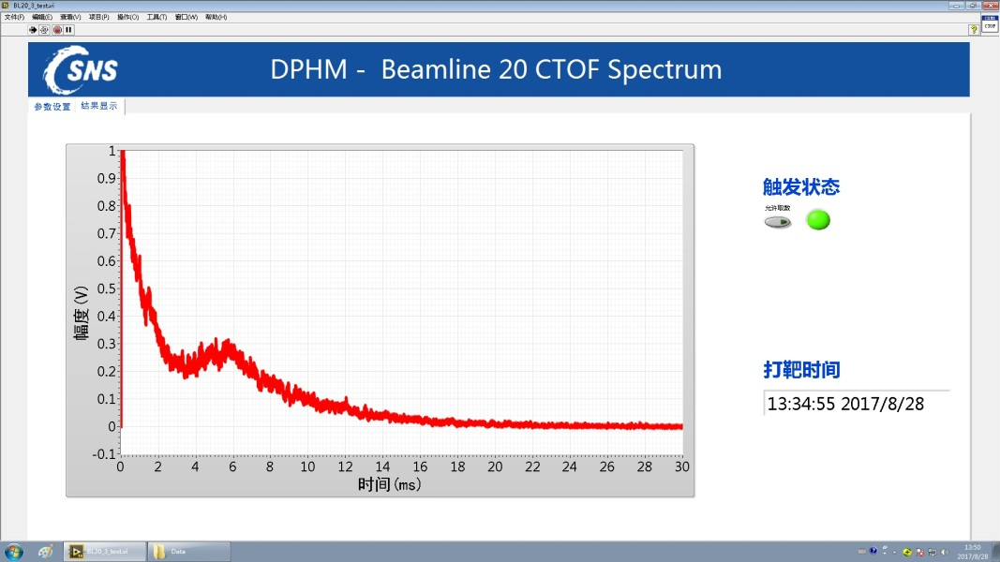 BL20_3_test.vi
文件(F) 编辑(E) 查看(V) 项目(P) 操作(O) 工具(T) 窗口(W) 帮助(H)
CSNS
DPHM - Beamline 20 CTOF Spectrum
参数设置 结果显示
幅度(V)
1
0.9
0.8
0.7
0.6
0.5
0.4
0.3
0.2
0.1
0
-0.1
0 2 4 6 8 10 12 14 16 18 20 22 24 26 28 30
时间(ms)
触发状态
允许取数
打靶时间
13:34:55 2017/8/28
BL20_3_test.vi
Data
13:50
2017/8/28